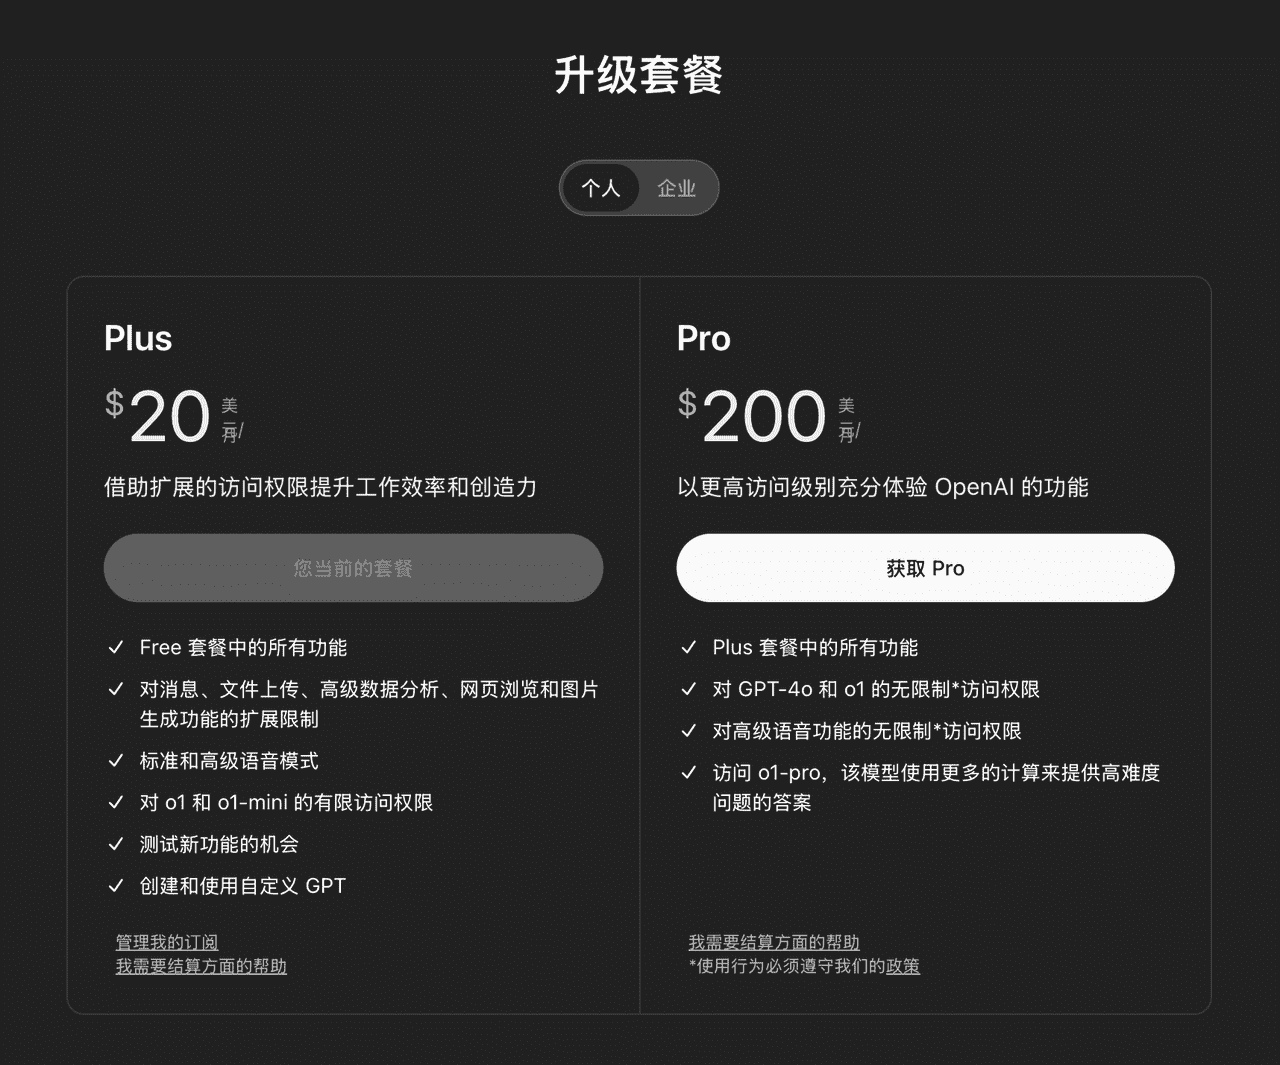 升级套餐
个人 企业
Plus
$20 美元/月
借助扩展的访问权限提升工作效率和创造力
您当前的套餐
Free 套餐中的所有功能
对消息、文件上传、高级数据分析、网页浏览和图片
生成功能的扩展限制
标准和高级语音模式
对 o1 和 o1-mini 的有限访问权限
测试新功能的机会
创建和使用自定义 GPT
管理我的订阅
我需要结算方面的帮助
Pro
$200 美元/月
以更高访问级别充分体验 OpenAI 的功能
获取 Pro
Plus 套餐中的所有功能
对 GPT-4o 和 o1 的无限制*访问权限
对高级语音功能的无限制*访问权限
访问 o1-pro，该模型使用更多的计算来提供高难度
问题的答案
我需要结算方面的帮助
*使用行为必须遵守我们的政策